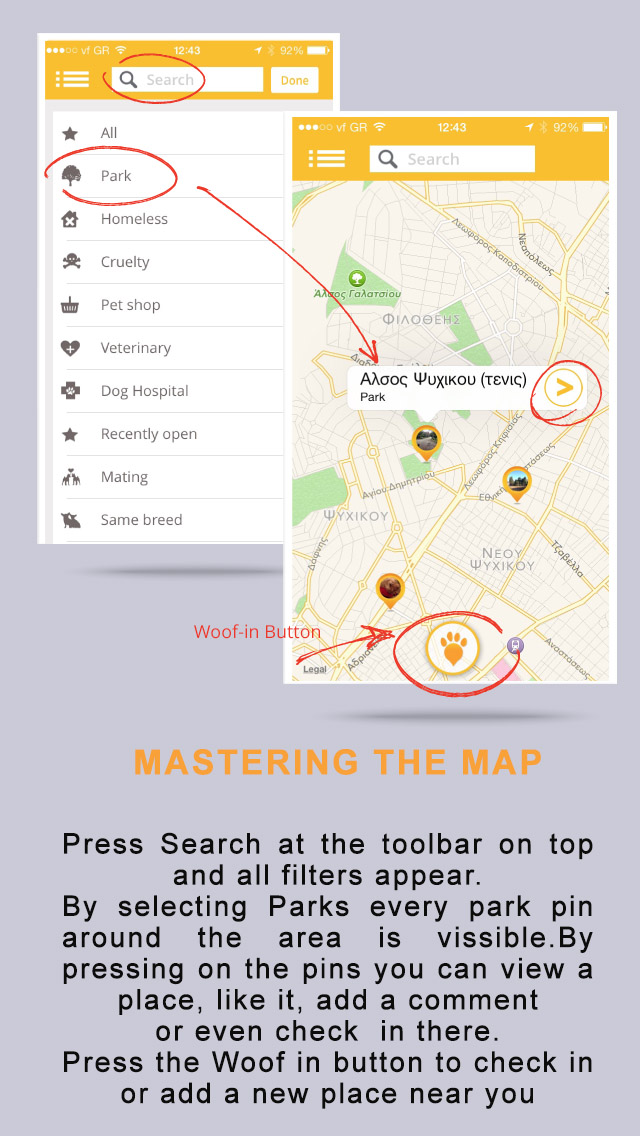 vf GR 12:43 92%
Search Done
All
Park
Homeless
Cruelty
Pet shop
Veterinary
Dog Hospital
Recently open
Mating
Same breed
vf GR 12:43 92%
Search
Λεωφόρος Καποδιστρίου
Νεαπόλεως
Άλσος Γαλατσίου
ΦΙΛΟΘΕΗΣ
Αλσος Ψυχικου (τενις)
Park
>
Λεωφόρος Κηφισίας
Αγίου Δημητρίου
ΨΥΧΙΚΟΥ
Δάφνης
ΝΕΟΥ
ΨΥΧΙΚΟΥ
Τζαβέλλα
Αναστάσεως
Legal
Woof-in Button
MASTERING THE MAP
Press Search at the toolbar on top
and all filters appear.
By selecting Parks every park pin
around the area is vissible.By
pressing on the pins you can view a
place, like it, add a comment
or even check in there.
Press the Woof in button to check in
or add a new place near you